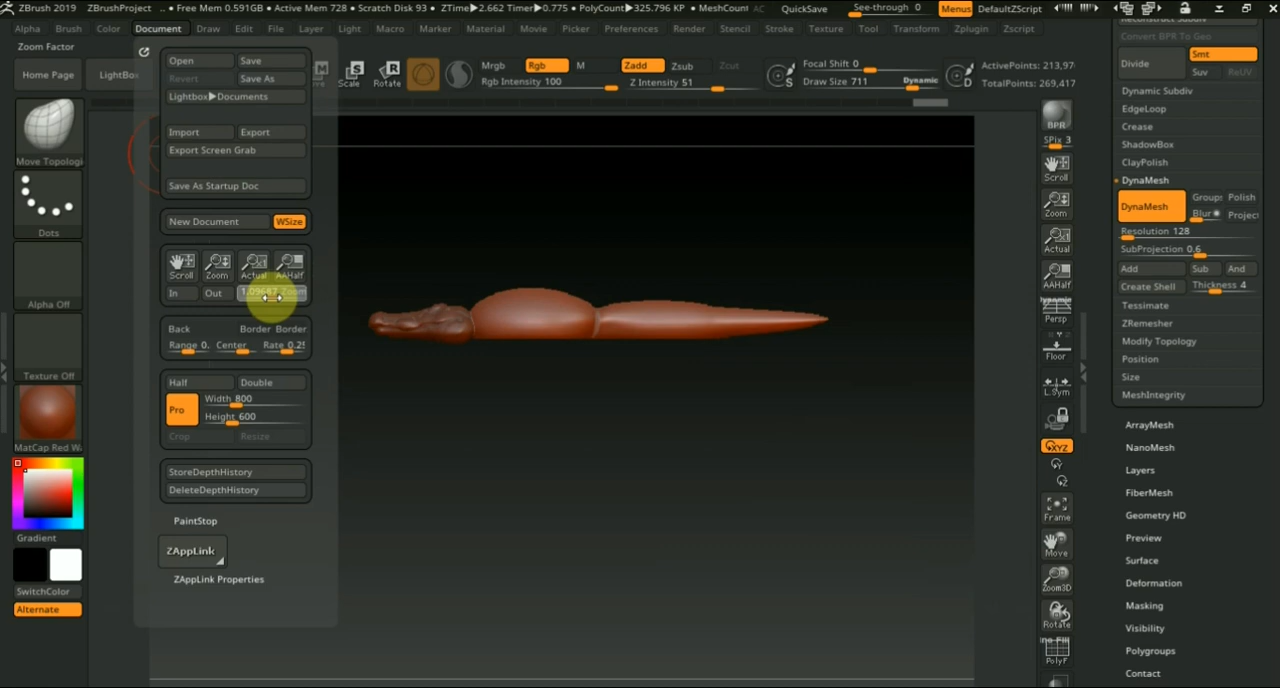 ZBrush 2019 ZBrushProject .. • Free Mem 0.591GB • Active Mem 728 • Scratch Disk 93 • ZTime▶2.662 Timer▶0.775 • PolyCount▶325.796 KP • MeshCount AC QuickSave See-through 0 Menus DefaultZScript
Alpha Brush Color Document Draw Edit File Layer Light Macro Marker Material Movie Picker Preferences Render Stencil Stroke Texture Tool Transform Zplugin Zscript
Zoom Factor
Home Page LightBox
Scale Rotate
Mrgb Rgb M Zadd Zsub Zcut
Rgb Intensity 100 Z Intensity 51
Focal Shift 0
Draw Size 711 Dynamic
S D
ActivePoints: 213,97
TotalPoints: 269,417
Move Topologi
Dots
Alpha Off
Texture Off
MatCap Red W
Gradient
SwitchColor
Alternate
Open Save
Revert Save As
Lightbox▶Documents
Import Export
Export Screen Grab
Save As Startup Doc
New Document WSize
Scroll Zoom Actual AAHalf
In Out 1.09687 Zoom
Back Border Border
Range 0. Center Rate 0.25
Half Double
Pro Width 800
Height 600
Crop Resize
StoreDepthHistory
DeleteDepthHistory
PaintStop
ZAppLink
ZAppLink Properties
BPR
SPix 3
Scroll
Zoom
Actual
AAHalf
Dynamic
Persp
Floor
L.Sym
XYZ
Y
Z
Frame
Move
Zoom3D
Rotate
PolyF
Reconstruct Subdiv
Convert BPR To Geo
Divide Smt
Suv ReUV
Dynamic Subdiv
EdgeLoop
Crease
ShadowBox
ClayPolish
DynaMesh
DynaMesh Groups Polish
Blur Project
Resolution 128
SubProjection 0.6
Add Sub And
Create Shell Thickness 4
Tessimate
ZRemesher
Modify Topology
Position
Size
MeshIntegrity
ArrayMesh
NanoMesh
Layers
FiberMesh
Geometry HD
Preview
Surface
Deformation
Masking
Visibility
Polygroups
Contact